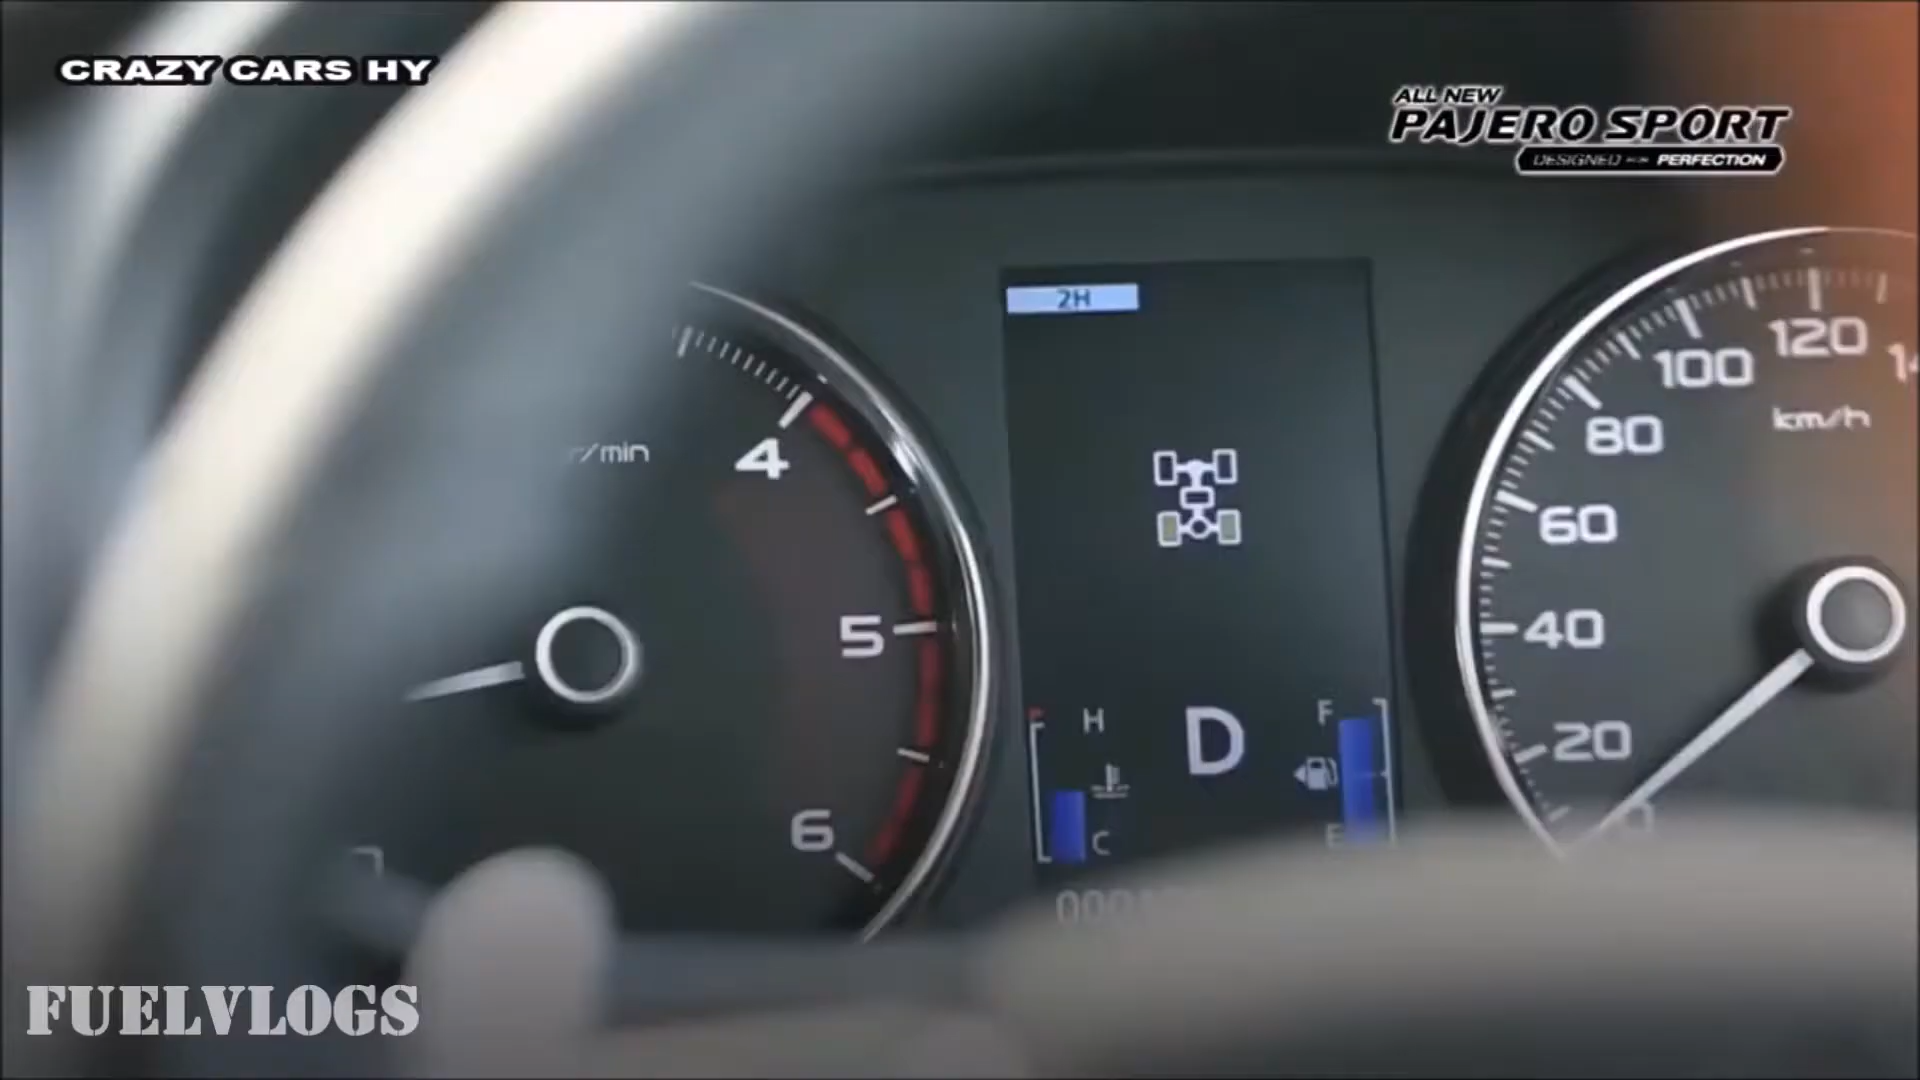 CRAZY CARS HY
ALL NEW
PAJERO SPORT
DESIGNED FOR PERFECTION
2H
r/min
4
5
6
H
C
D
F
E
120
100
80
60
40
20
0
km/h
FUELVLOGS